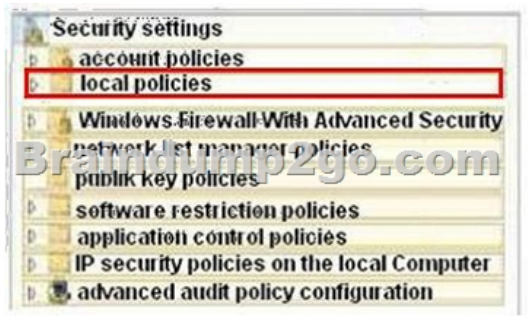 Security settings
account policies
local policies
Windows Firewall With Advanced Security
network list manager policies
Braindump2go.com
publik key policies
software restriction policies
application control policies
IP security policies on the local Computer
advanced audit policy configuration